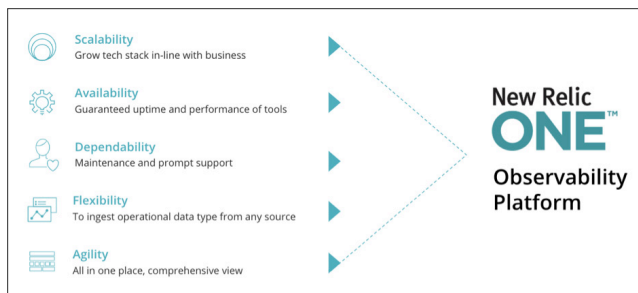 Scalability
Grow tech stack in-line with business
Availability
Guaranteed uptime and performance of tools
Dependability
Maintenance and prompt support
Flexibility
To ingest operational data type from any source
Agility
All in one place, comprehensive view
New Relic
ONE™
Observability
Platform